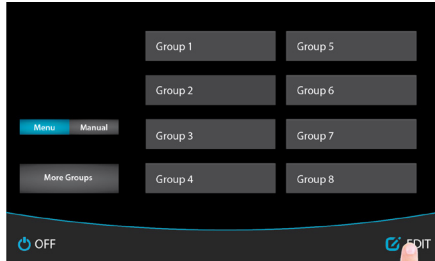 Group 1 Group 5
Group 2 Group 6
Menu Manual
Group 3 Group 7
More Groups
Group 4 Group 8
OFF
EDIT